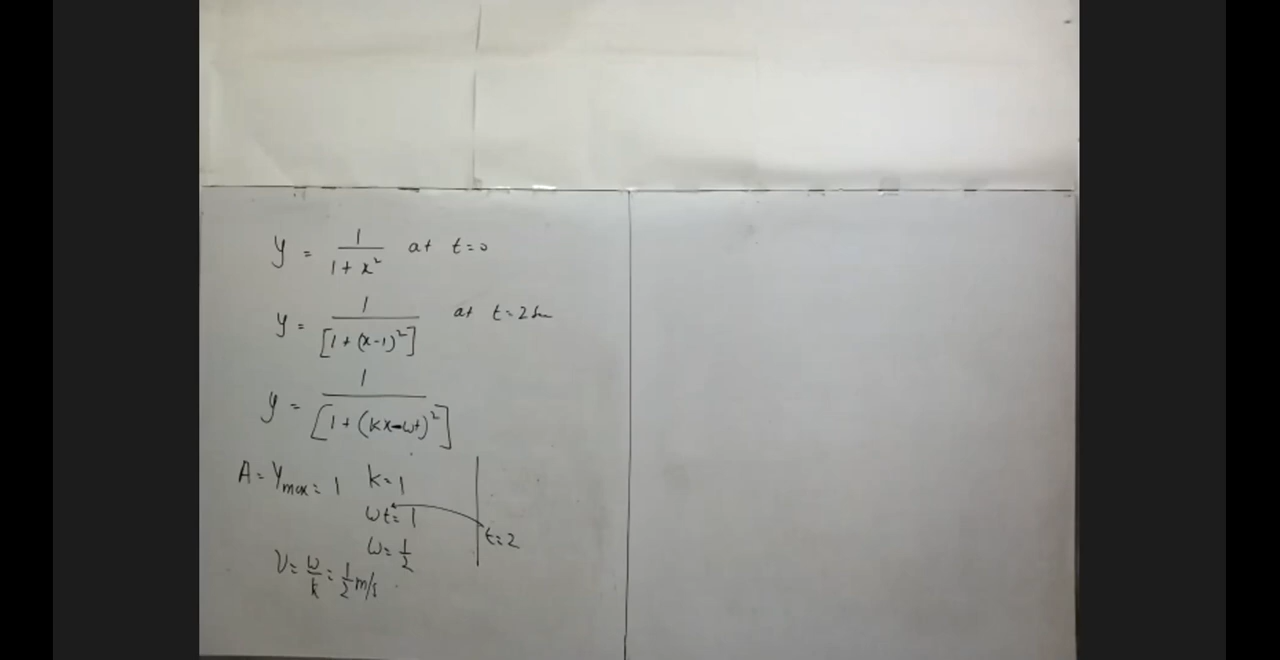 y = 1/(1 + x²) at t=0
y = 1/[1 + (x-1)²] at t=2sec
y = 1/[1 + (kx-ωt)²]
A = Ymax = 1 k=1
ωt=1
t=2
ω=1/2
V = ω/k = 1/2 m/s